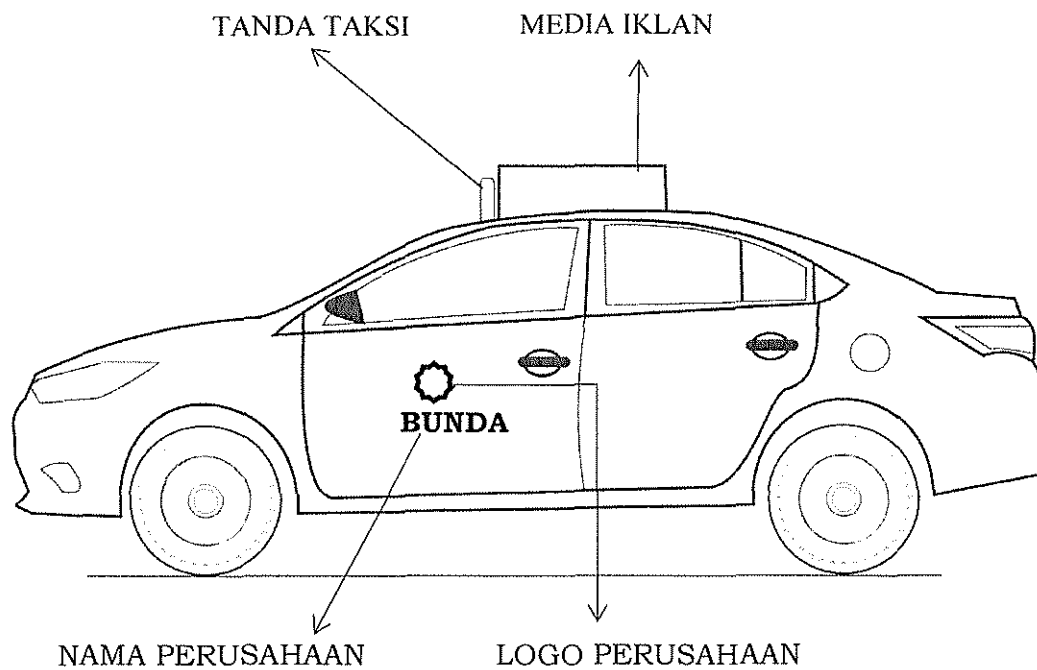 TANDA TAKSI
MEDIA IKLAN
BUNDA
NAMA PERUSAHAAN
LOGO PERUSAHAAN